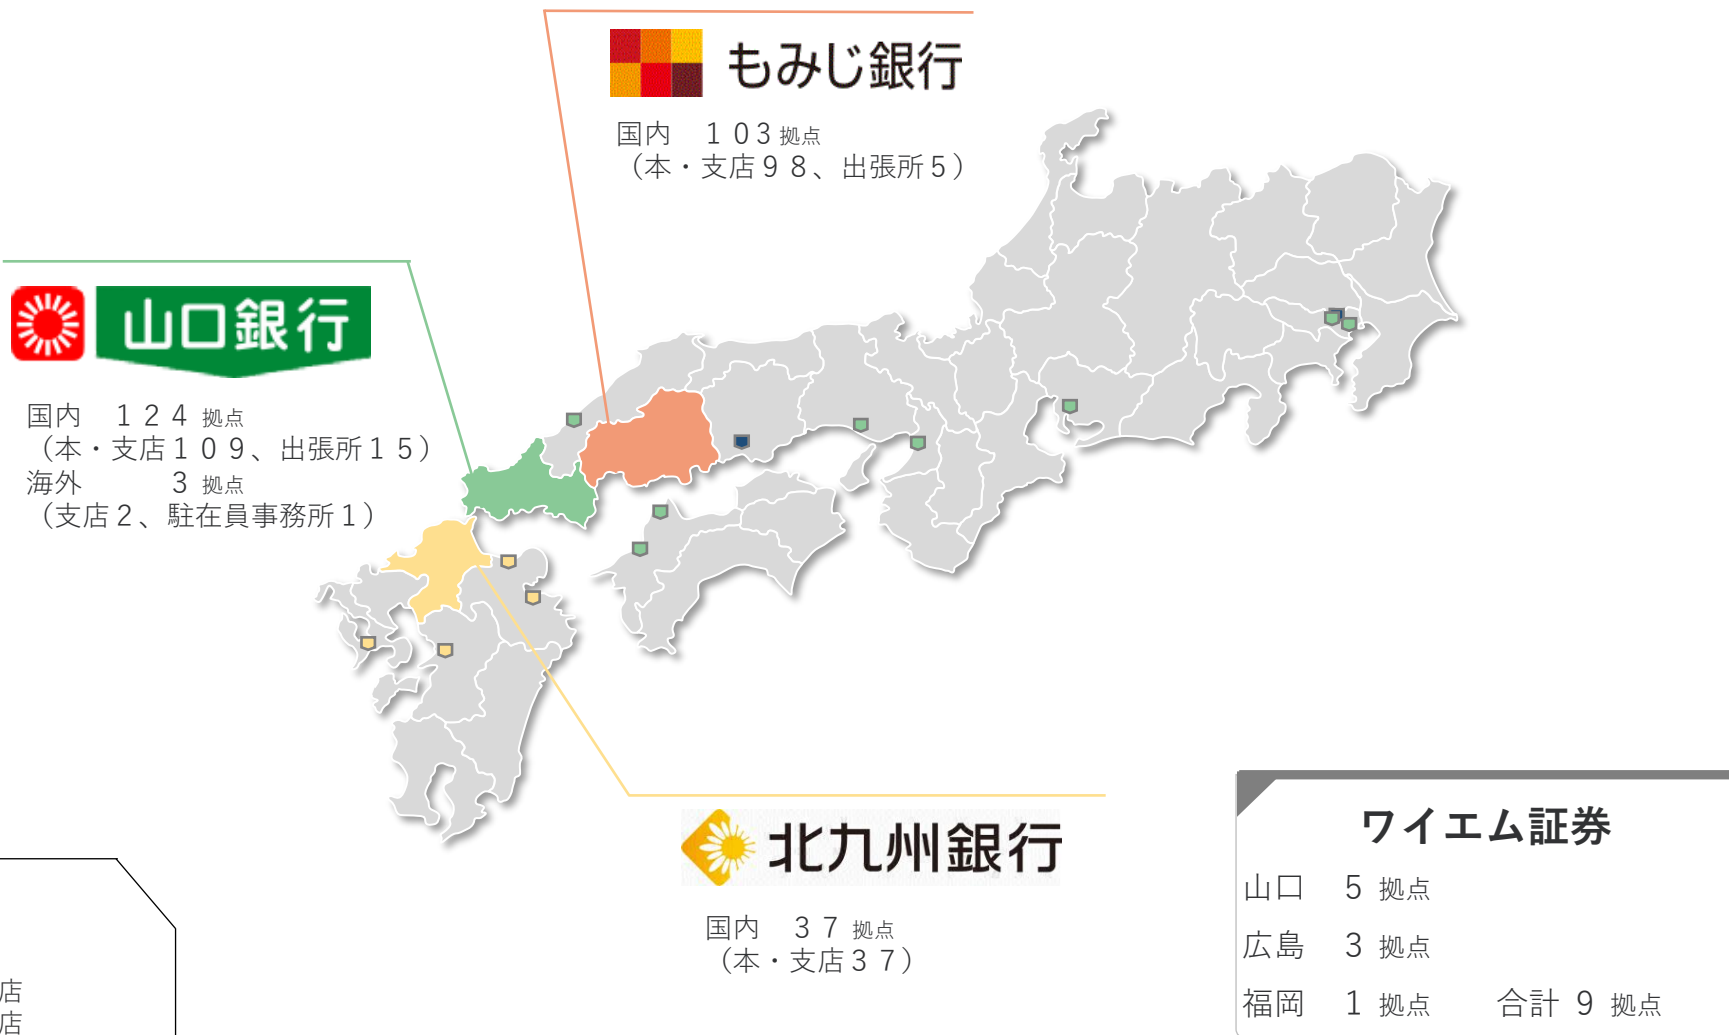 もみじ銀行
国内　１０３拠点
（本・支店９８、出張所５）
山口銀行
国内　１２４拠点
（本・支店１０９、出張所１５）
海外　３拠点
（支店２、駐在員事務所１）
北九州銀行
国内　３７拠点
（本・支店３７）
ワイエム証券
山口　5 拠点
広島　3 拠点
福岡　1 拠点　合計 9 拠点
店
店